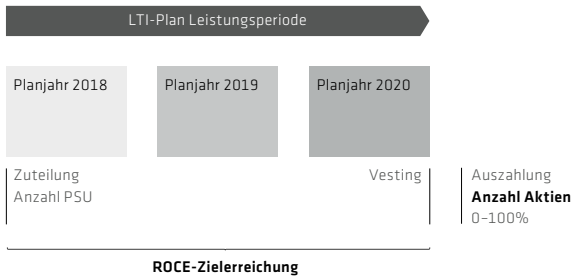 LTI-Plan Leistungsperiode
Planjahr 2018
Planjahr 2019
Planjahr 2020
Zuteilung
Anzahl PSU
Vesting
Auszahlung
Anzahl Aktien
0–100%
ROCE-Zielerreichung